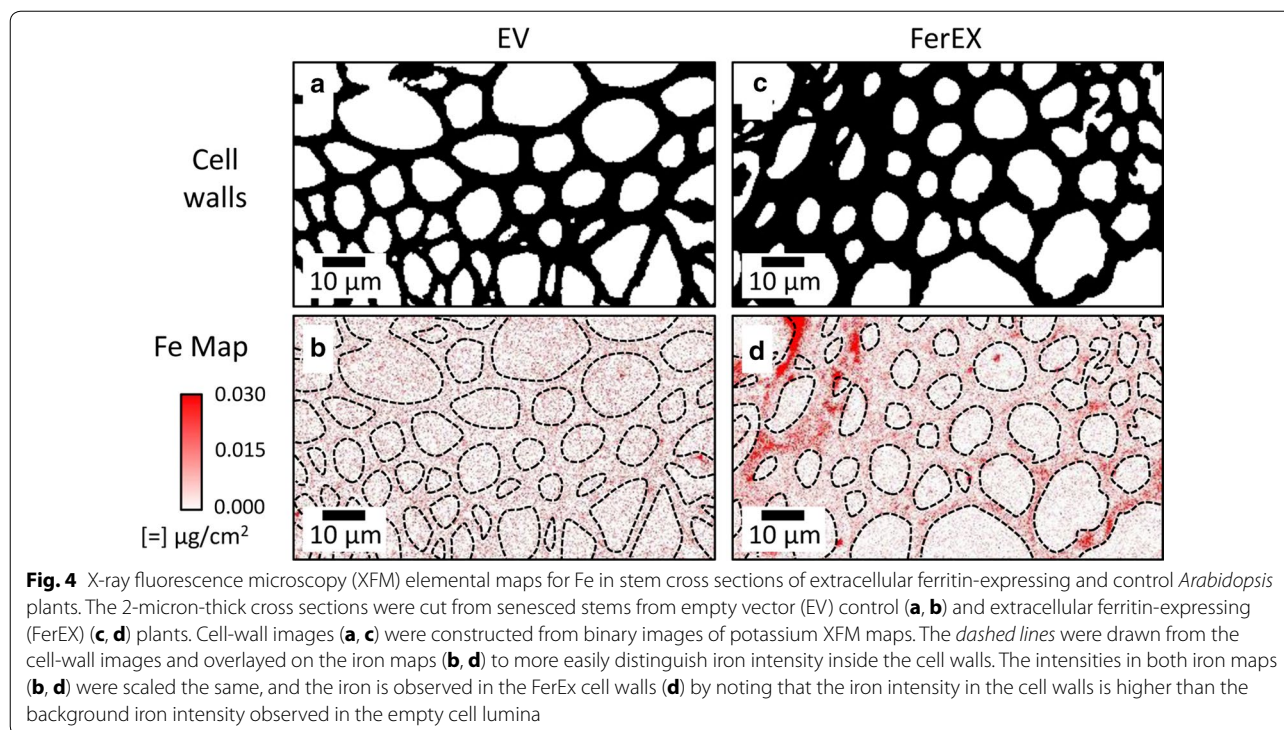 EV
FerEX
Cell
walls
a
10 µm
c
10 µm
Fe Map
0.030
0.015
0.000
[=] µg/cm²
b
10 µm
d
10 µm
Fig. 4 X-ray fluorescence microscopy (XFM) elemental maps for Fe in stem cross sections of extracellular ferritin-expressing and control Arabidopsis
plants. The 2-micron-thick cross sections were cut from senesced stems from empty vector (EV) control (a, b) and extracellular ferritin-expressing
(FerEX) (c, d) plants. Cell-wall images (a, c) were constructed from binary images of potassium XFM maps. The dashed lines were drawn from the
cell-wall images and overlayed on the iron maps (b, d) to more easily distinguish iron intensity inside the cell walls. The intensities in both iron maps
(b, d) were scaled the same, and the iron is observed in the FerEx cell walls (d) by noting that the iron intensity in the cell walls is higher than the
background iron intensity observed in the empty cell lumina